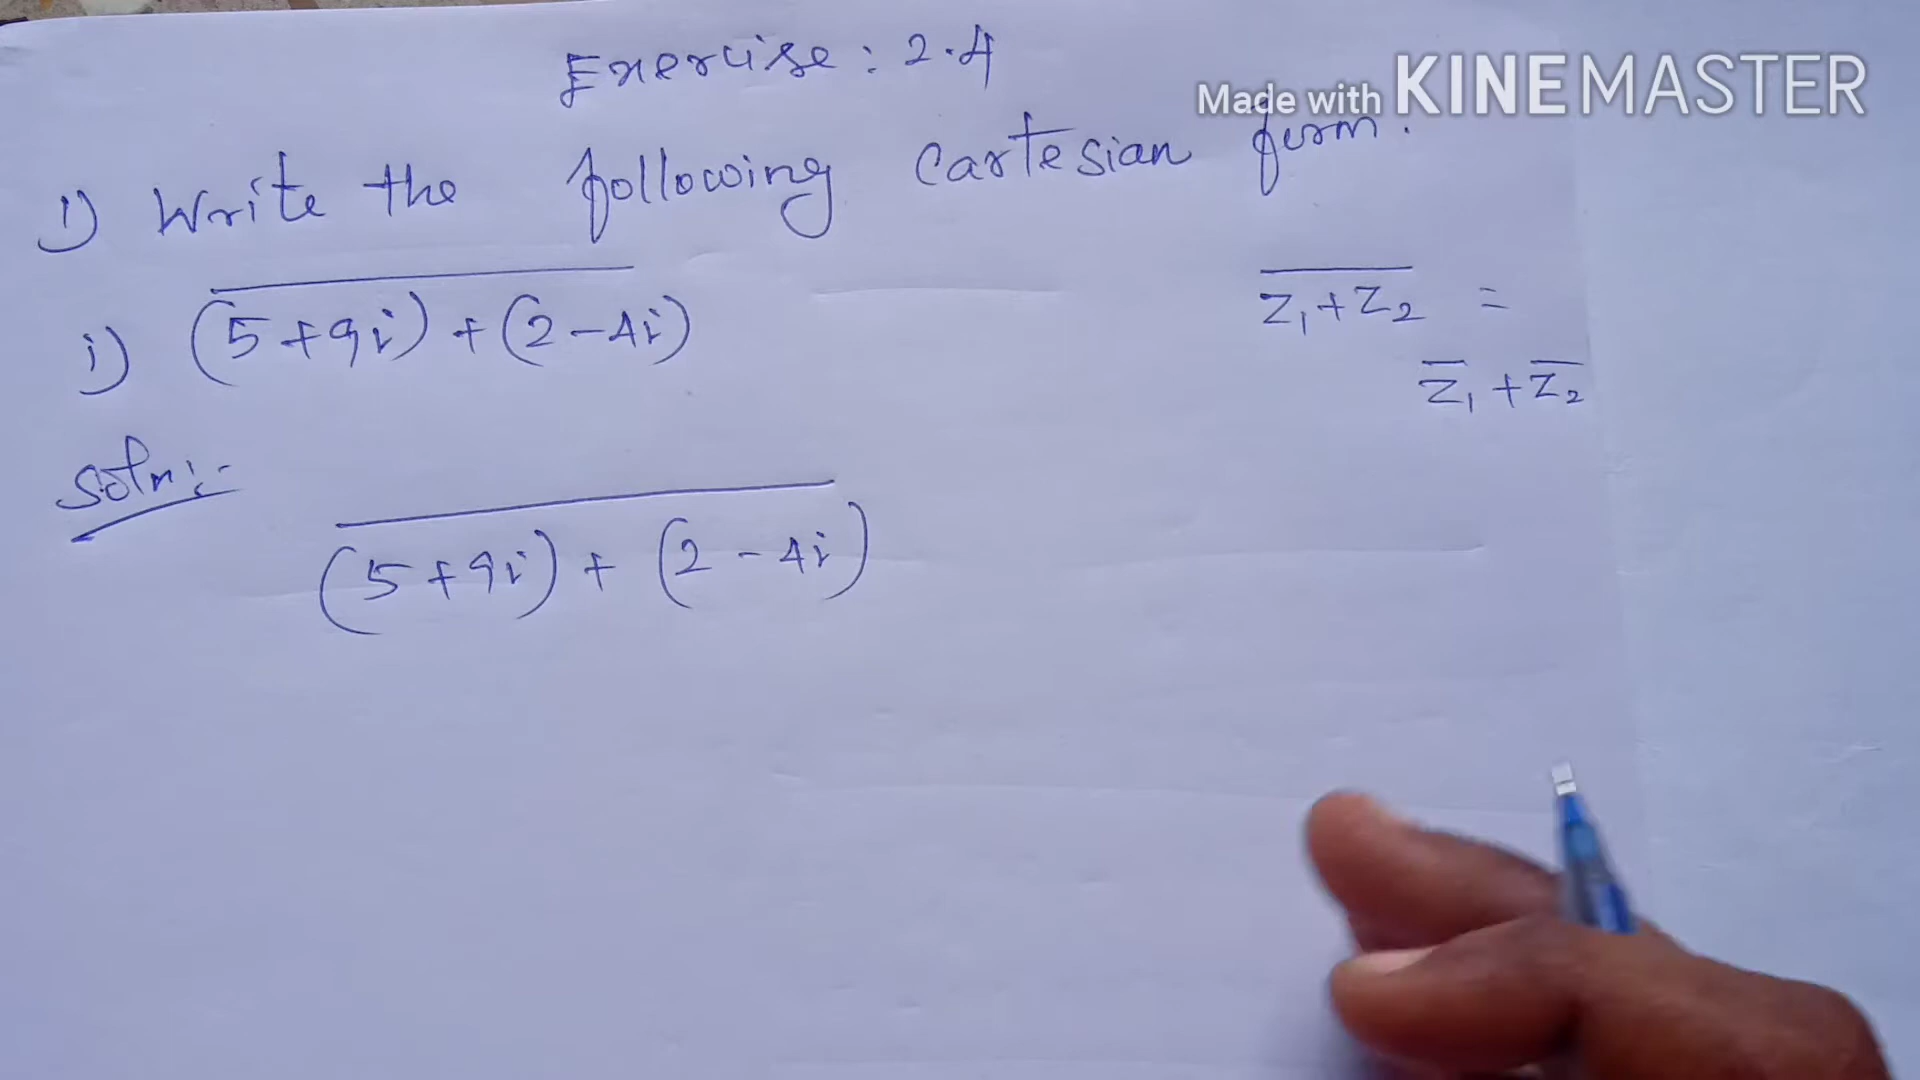 Exercise : 2.4
Made with KINEMASTER
1) Write the following Cartesian form.
i) (5+9i) + (2-4i)
Z₁+Z₂ =
Z̅₁ + Z̅₂
Soln:-
(5+9i) + (2-4i)